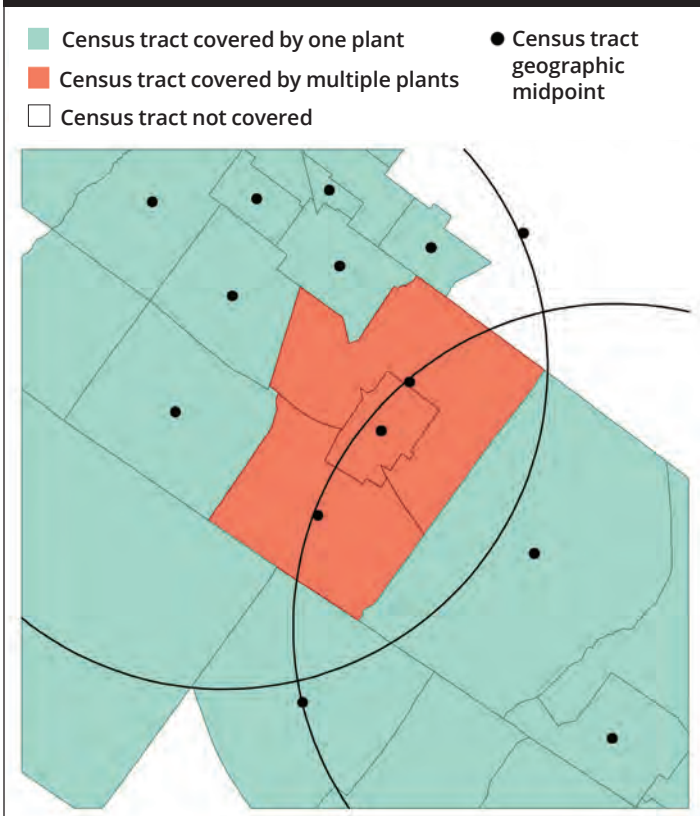 Census tract covered by one plant
Census tract covered by multiple plants
Census tract not covered
Census tract
geographic
midpoint